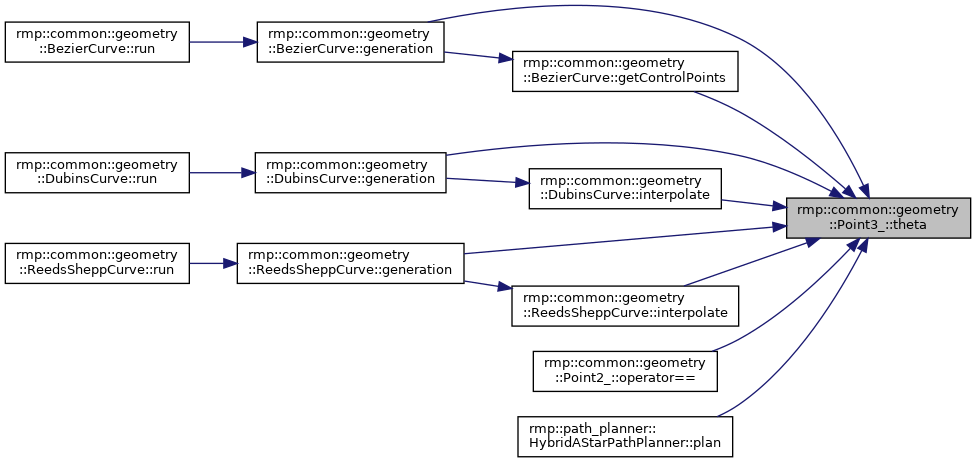 rmp::common::geometry
::BezierCurve::run
rmp::common::geometry
::BezierCurve::generation
rmp::common::geometry
::BezierCurve::getControlPoints
rmp::common::geometry
::DubinsCurve::run
rmp::common::geometry
::DubinsCurve::generation
rmp::common::geometry
::DubinsCurve::interpolate
rmp::common::geometry
::Point3_::theta
rmp::common::geometry
::ReedsSheppCurve::run
rmp::common::geometry
::ReedsSheppCurve::generation
rmp::common::geometry
::ReedsSheppCurve::interpolate
rmp::common::geometry
::Point2_::operator==
rmp::path_planner::
HybridAStarPathPlanner::plan